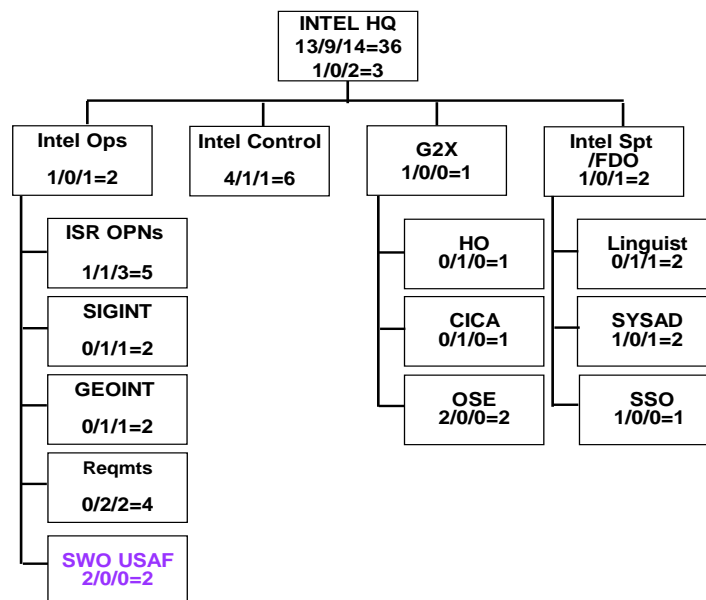 INTEL HQ
13/9/14=36
1/0/2=3
Intel Ops
1/0/1=2
Intel Control
4/1/1=6
G2X
1/0/0=1
Intel Spt
/FDO
1/0/1=2
ISR OPNs
1/1/3=5
SIGINT
0/1/1=2
GEOINT
0/1/1=2
Reqmts
0/2/2=4
SWO USAF
2/0/0=2
HO
0/1/0=1
CICA
0/1/0=1
OSE
2/0/0=2
Linguist
0/1/1=2
SYSAD
1/0/1=2
SSO
1/0/0=1